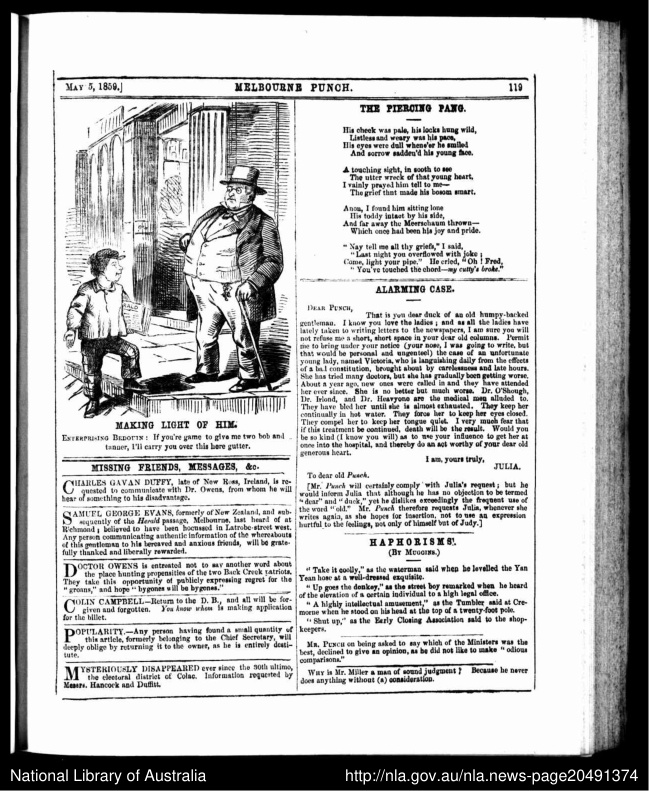 MAY 5, 1859.]
MELBOURNE PUNCH.
119
MAKING LIGHT OF HIM.
ENTERPRISING BEDOUIN: If you're game to give me two bob and
tanner, I'll carry you over this here gutter.
MISSING FRIENDS, MESSAGES, &c.
CHARLES GAVAN DUFFY, late of New Ross, Ireland, is re-
quested to communicate with Dr. Owens, from whom he will
hear of something to his disadvantage.
SAMUEL GEORGE EVANS, formerly of New Zealand, and sub-
sequently of the Herald passage, Melbourne, last heard of at
Richmond; believed to have been hocussed in Latrobe-street west.
Any person communicating authentic information of the whereabouts
of this gentleman to his bereaved and anxious friends, will be grate-
fully thanked and liberally rewarded.
DOCTOR OWENS is entreated not to say another word about
the place hunting propensities of the two Back Creek patriots.
They take this opportunity of publicly expressing regret for the
"groans," and hope "bygones will be bygones."
COLIN CAMPBELL—Return to the D. B., and all will be for-
given and forgotten. You know whom is making application
for the billet.
POPULARITY.—Any person having found a small quantity of
this article, formerly belonging to the Chief Secretary, will
deeply oblige by returning it to the owner, as he is entirely desti-
tute.
MYSTERIOUSLY DISAPPEARED ever since the 30th ultimo,
the electoral district of Colac. Information requested by
Messrs. Hancock and Duffitt.
THE PIERCING PANG.
His cheek was pale, his locks hung wild,
Listless and weary was his pace,
His eyes were dull whene'er he smiled
And sorrow sadden'd his young face.
A touching sight, in sooth to see
The utter wreck of that young heart,
I vainly prayed him tell to me—
The grief that made his bosom smart.
Anon, I found him sitting lone
His toddy intact by his side,
And far away the Meerschaum thrown—
Which once had been his joy and pride.
"Nay tell me all thy griefs," I said,
"Last night you overflowed with joke;
Come, light your pipe." He cried, "Oh! Fred,
"You've touched the chord—my cutty's broke."
ALARMING CASE.
DEAR PUNCH,
That is you dear duck of an old humpy-backed
gentleman. I know you love the ladies; and as all the ladies have
lately taken to writing letters to the newspapers, I am sure you will
not refuse me a short, short space in your dear old columns. Permit
me to bring under your notice (your nose, I was going to write, but
that would be personal and ungenteel) the case of an unfortunate
young lady, named Victoria, who is languishing daily from the effects
of a bad constitution, brought about by carelessness and late hours.
She has tried many doctors, but she has gradually been getting worse.
About a year ago, new ones were called in and they have attended
her ever since. She is no better but much worse. Dr. O'Shough,
Dr. Irlond, and Dr. Heavyone are the medical men alluded to.
They have bled her until she is almost exhausted. They keep her
continually in hot water. They force her to keep her eyes closed.
They compel her to keep her tongue quiet. I very much fear that
if this treatment be continued, death will be the result. Would you
be so kind (I know you will) as to use your influence to get her at
once into the hospital, and thereby do an act worthy of your dear old
generous heart.
I am, yours truly,
JULIA.
To dear old Punch.
[Mr. Punch will certainly comply with Julia's request; but he
would inform Julia that although he has no objection to be termed
"dear" and "duck," yet he dislikes exceedingly the frequent use of
the word "old." Mr. Punch therefore requests Julia, whenever she
writes again, as she hopes for insertion, not to use an expression
hurtful to the feelings, not only of himself but of Judy.]
HAPHORISMS.
(BY MUGGINS.)
"Take it coolly," as the waterman said when he levelled the Yan
Yean hose at a well-dressed exquisite.
"Up goes the donkey," as the street boy remarked when he heard
of the elevation of a certain individual to a high legal office.
"A highly intellectual amusement," as the Tumbler said at Cre-
morne when he stood on his head at the top of a twenty-foot pole.
"Shut up," as the Early Closing Association said to the shop-
keepers.
MR. PUNCH on being asked to say which of the Ministers was the
best, declined to give an opinion, as he did not like to make "odious
comparisons."
WHY is Mr. Miller a man of sound judgment? Because he never
does anything without (a) consideration.
National Library of Australia
http://nla.gov.au/nla.news-page20491374